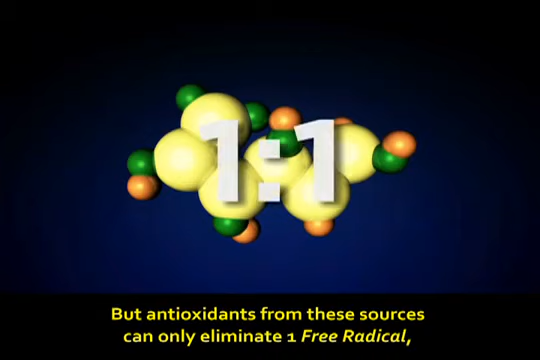 1:1
But antioxidants from these sources
can only eliminate 1 Free Radical,